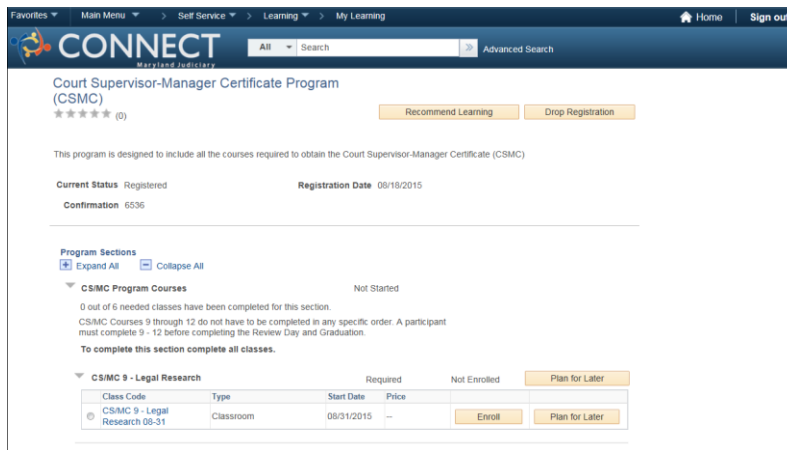 Favorites Main Menu > Self Service > Learning > My Learning Home Sign out
CONNECT
Maryland Judiciary
All Search >> Advanced Search
Court Supervisor-Manager Certificate Program
(CSMC)
(0)
Recommend Learning Drop Registration
This program is designed to include all the courses required to obtain the Court Supervisor-Manager Certificate (CSMC)
Current Status Registered Registration Date 08/18/2015
Confirmation 6536
Program Sections
Expand All Collapse All
CS/MC Program Courses Not Started
0 out of 6 needed classes have been completed for this section.
CS/MC Courses 9 through 12 do not have to be completed in any specific order. A participant
must complete 9 - 12 before completing the Review Day and Graduation.
To complete this section complete all classes.
CS/MC 9 - Legal Research Required Not Enrolled Plan for Later
Class Code Type Start Date Price
CS/MC 9 - Legal
Research 08-31 Classroom 08/31/2015 -- Enroll Plan for Later